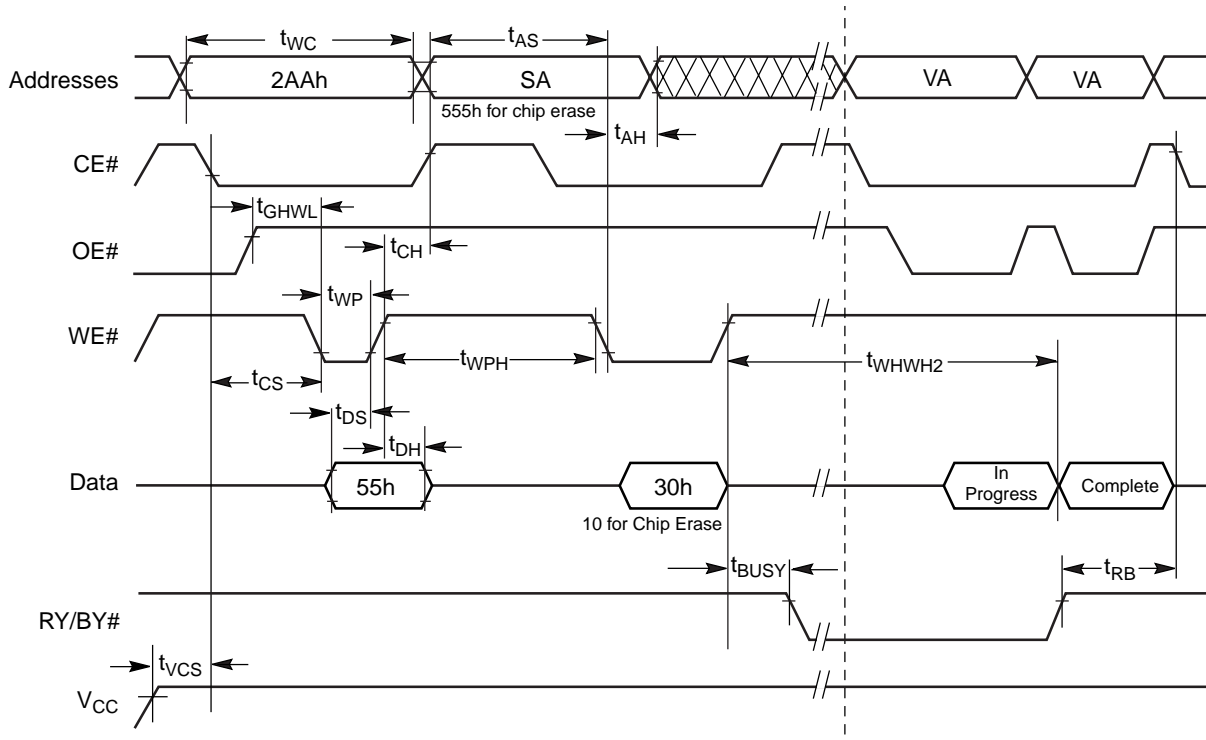 tWC
tAS
Addresses
2AAh
SA
VA
VA
555h for chip erase
tAH
CE#
tGHWL
OE#
tCH
tWP
WE#
tWPH
tWHWH2
tCS
tDS
tDH
Data
55h
30h
In
Progress
Complete
10 for Chip Erase
tBUSY
tRB
RY/BY#
tVCS
VCC